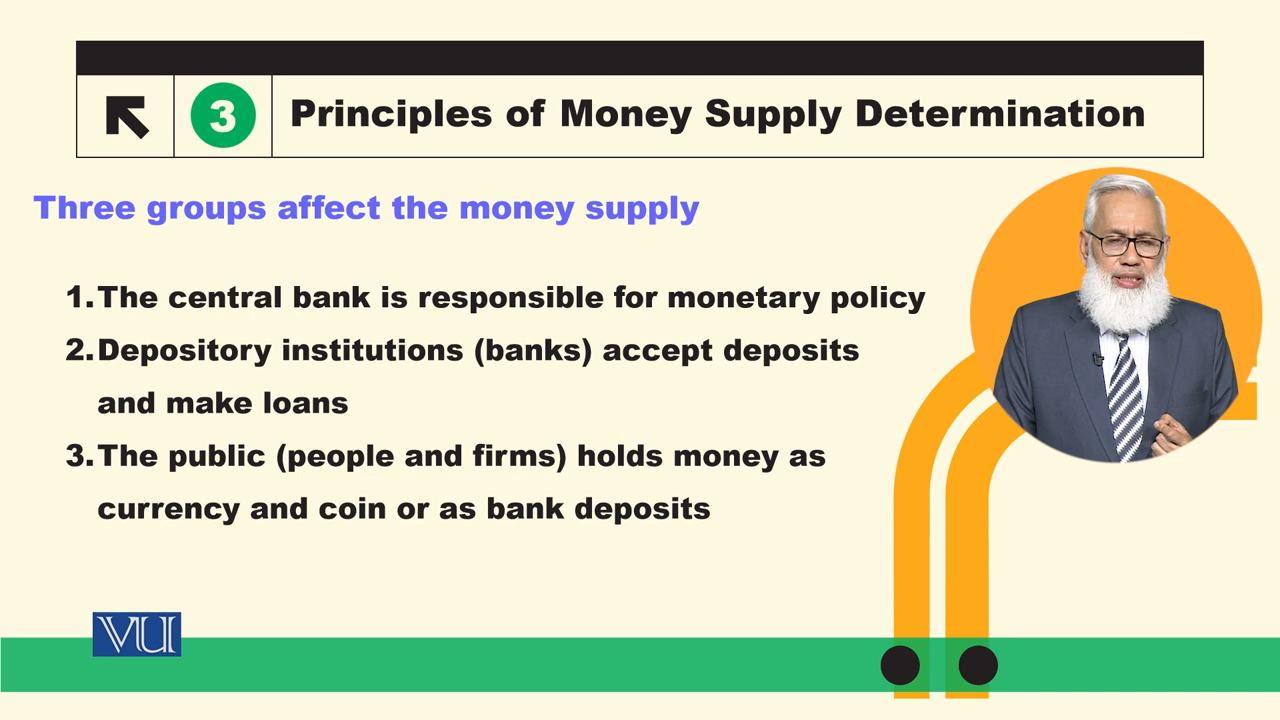 3 Principles of Money Supply Determination
Three groups affect the money supply
1. The central bank is responsible for monetary policy
2. Depository institutions (banks) accept deposits
and make loans
3. The public (people and firms) holds money as
currency and coin or as bank deposits
VU